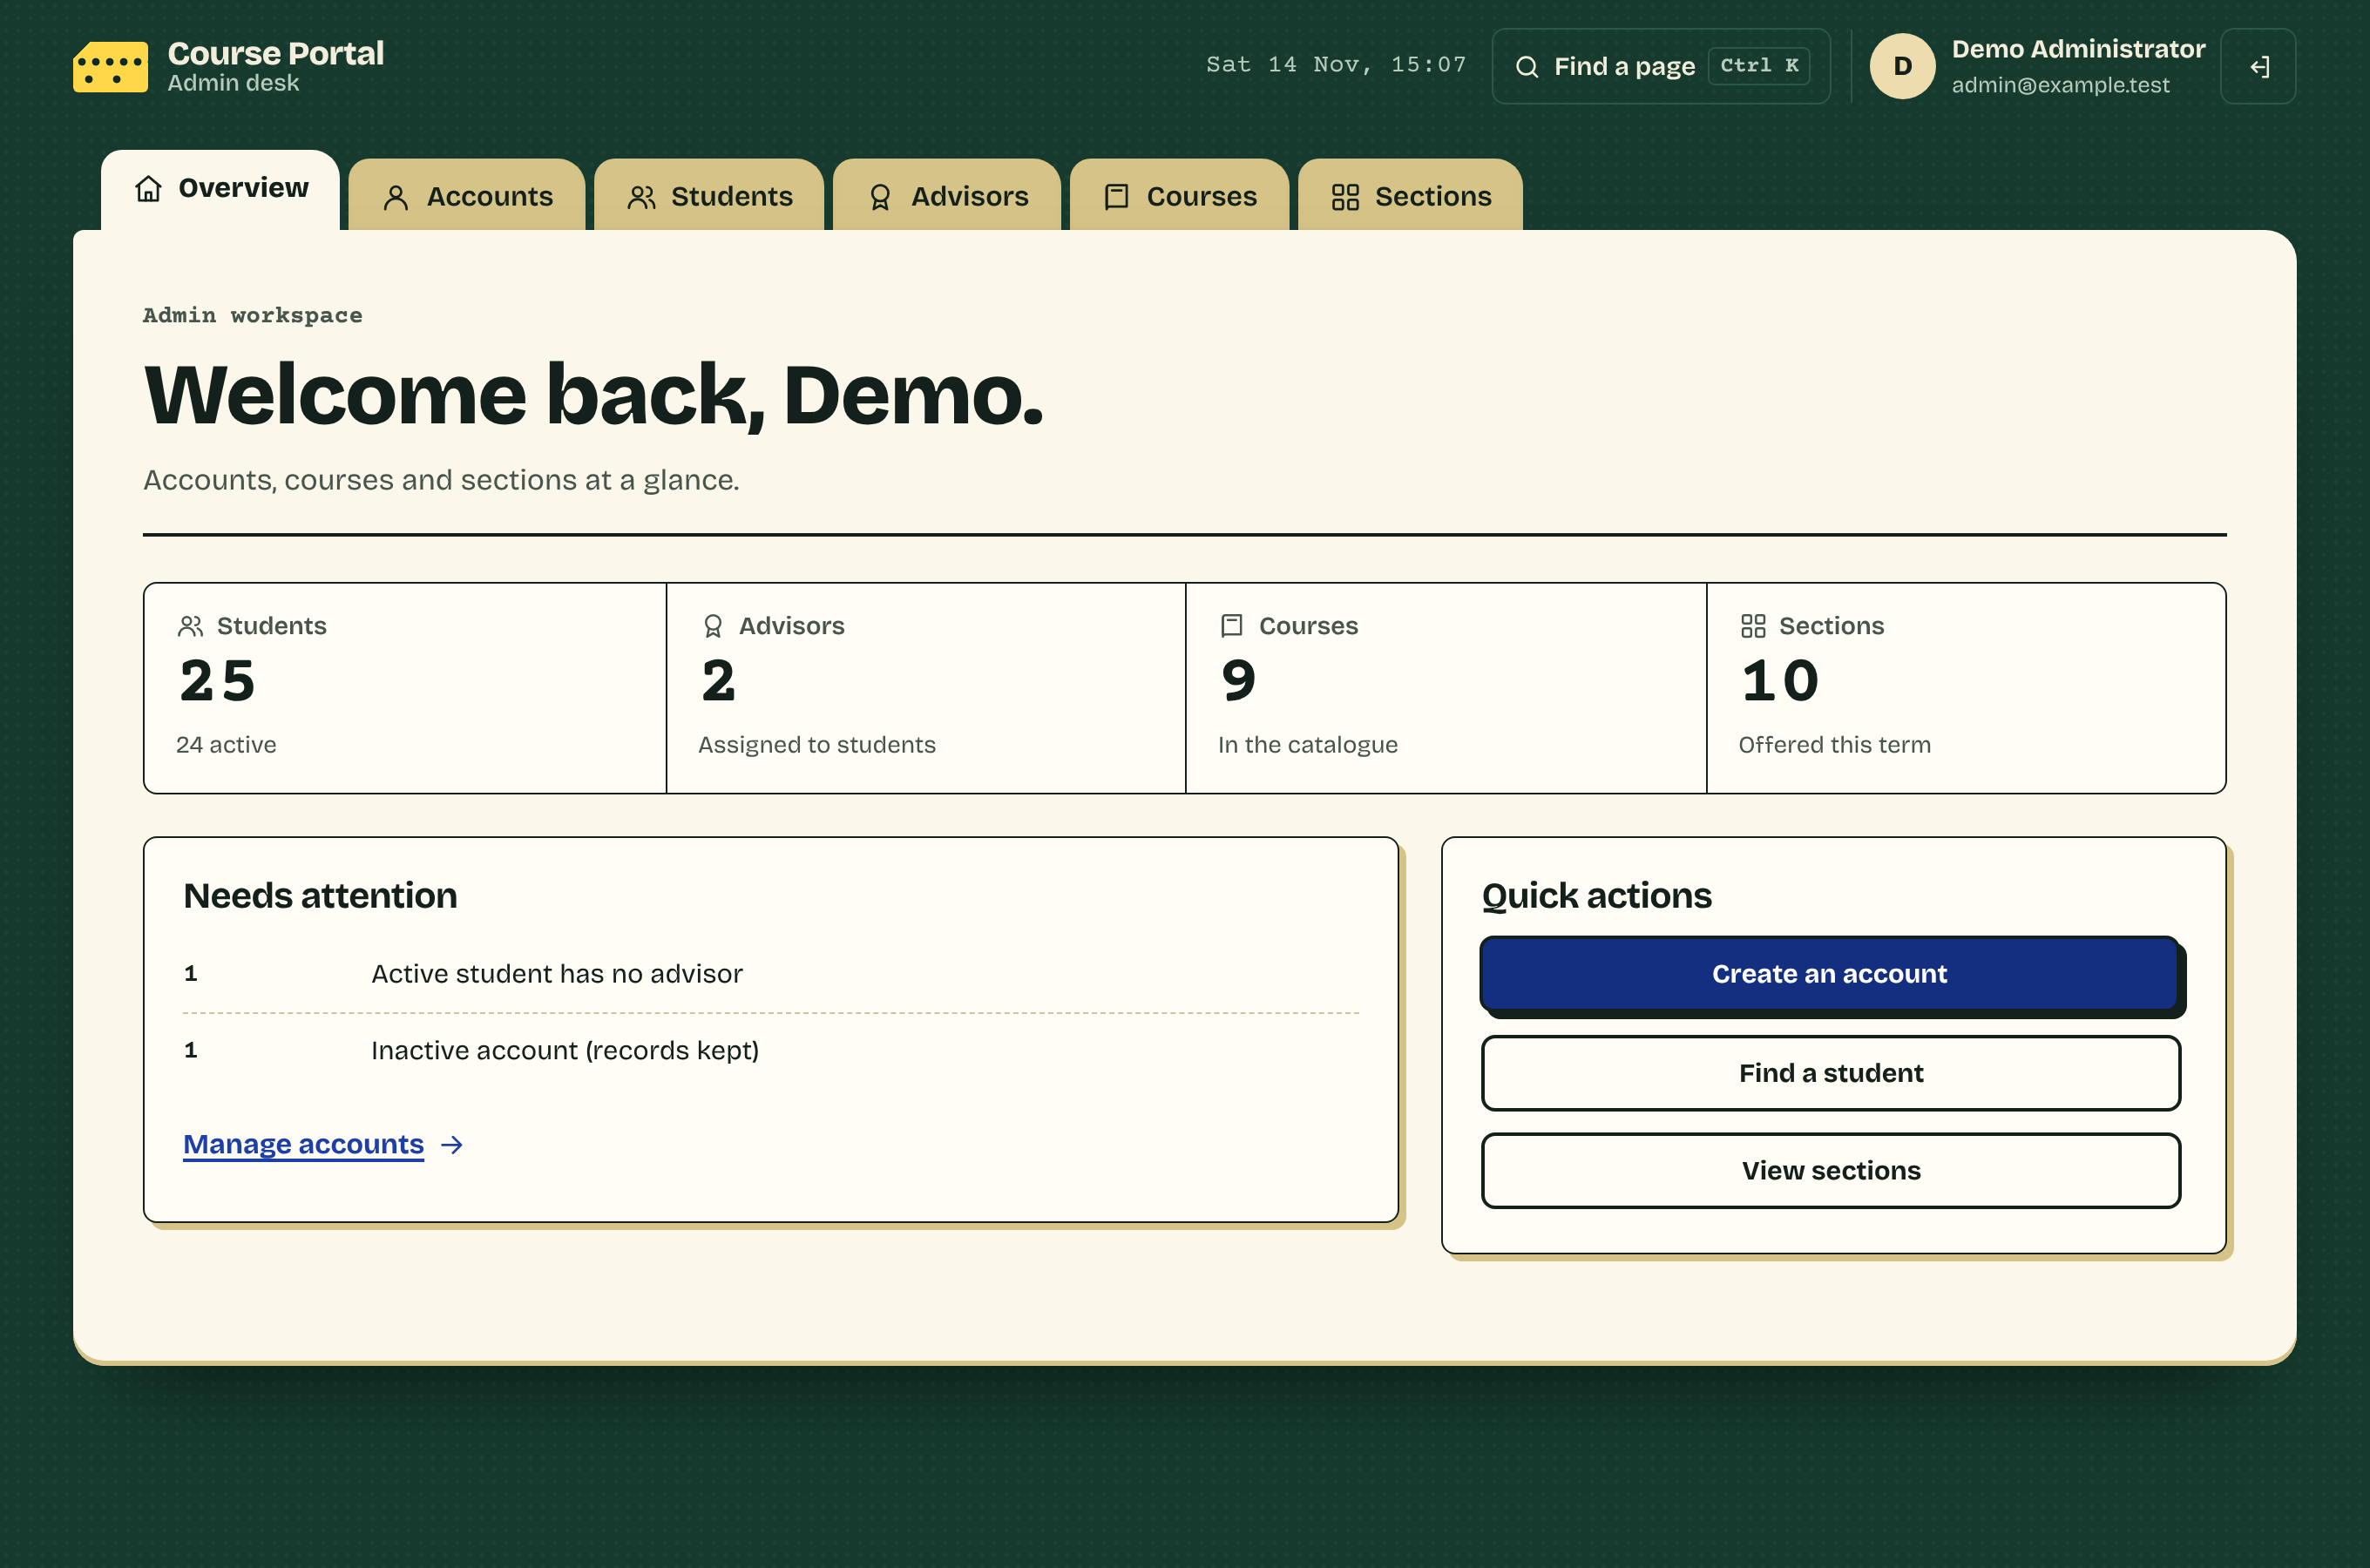 Course Portal
Admin desk
Sat 14 Nov, 15:07
Find a page Ctrl K
D
Demo Administrator
admin@example.test
Overview
Accounts
Students
Advisors
Courses
Sections
Admin workspace
Welcome back, Demo.
Accounts, courses and sections at a glance.
Students
25
24 active
Advisors
2
Assigned to students
Courses
9
In the catalogue
Sections
10
Offered this term
Needs attention
1 Active student has no advisor
1 Inactive account (records kept)
Manage accounts →
Quick actions
Create an account
Find a student
View sections